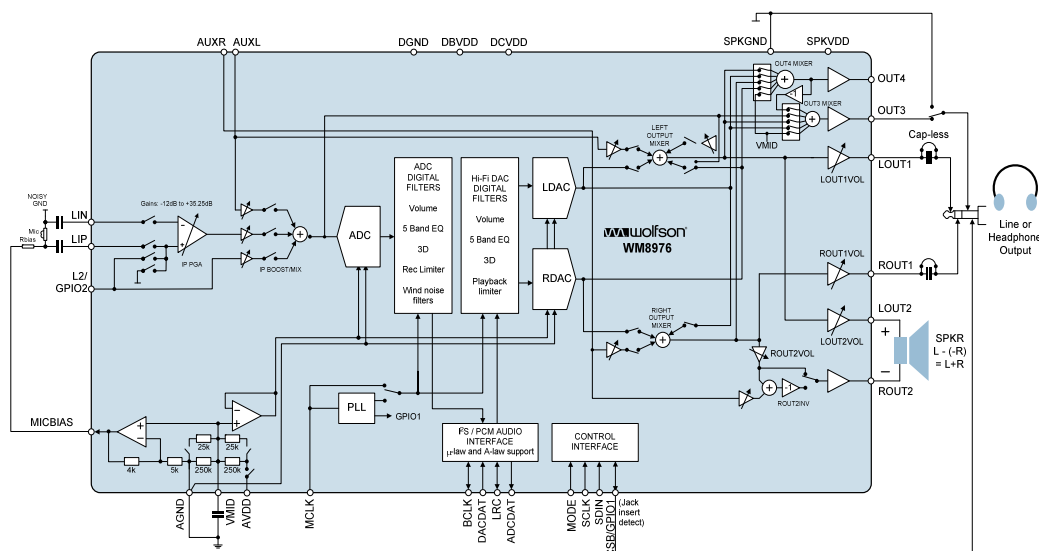 AUXR
AUXL
DGND
DBVDD
DCVDD
SPKGND
SPKVDD
OUT4 MIXER
OUT4
-1
OUT3 MIXER
OUT3
VMID
Cap-less
LEFT
OUTPUT
MIXER
LOUT1
LOUT1VOL
NOISY
GND
Mic
Rbias
LIN
LIP
L2/
GPIO2
Gains: -12dB to +35.25dB
IP PGA
IP BOOST/MIX
ADC
ADC
DIGITAL
FILTERS
Volume
5 Band EQ
3D
Rec Limiter
Wind noise
filters
Hi-Fi DAC
DIGITAL
FILTERS
Volume
5 Band EQ
3D
Playback
limiter
LDAC
RDAC
wolfson
WM8976
Line or
Headphone
Output
ROUT1VOL
ROUT1
RIGHT
OUTPUT
MIXER
LOUT2
LOUT2VOL
ROUT2VOL
-1
ROUT2INV
ROUT2
+
−
SPKR
L - (-R)
= L+R
MICBIAS
4k
5k
25k
25k
250k
250k
PLL
GPIO1
I²S / PCM AUDIO
INTERFACE
µ-law and A-law support
CONTROL
INTERFACE
AGND
VMID
AVDD
MCLK
BCLK
DACDAT
LRC
ADCDAT
MODE
SCLK
SDIN
CSB/GPIO1
(Jack
insert
detect)